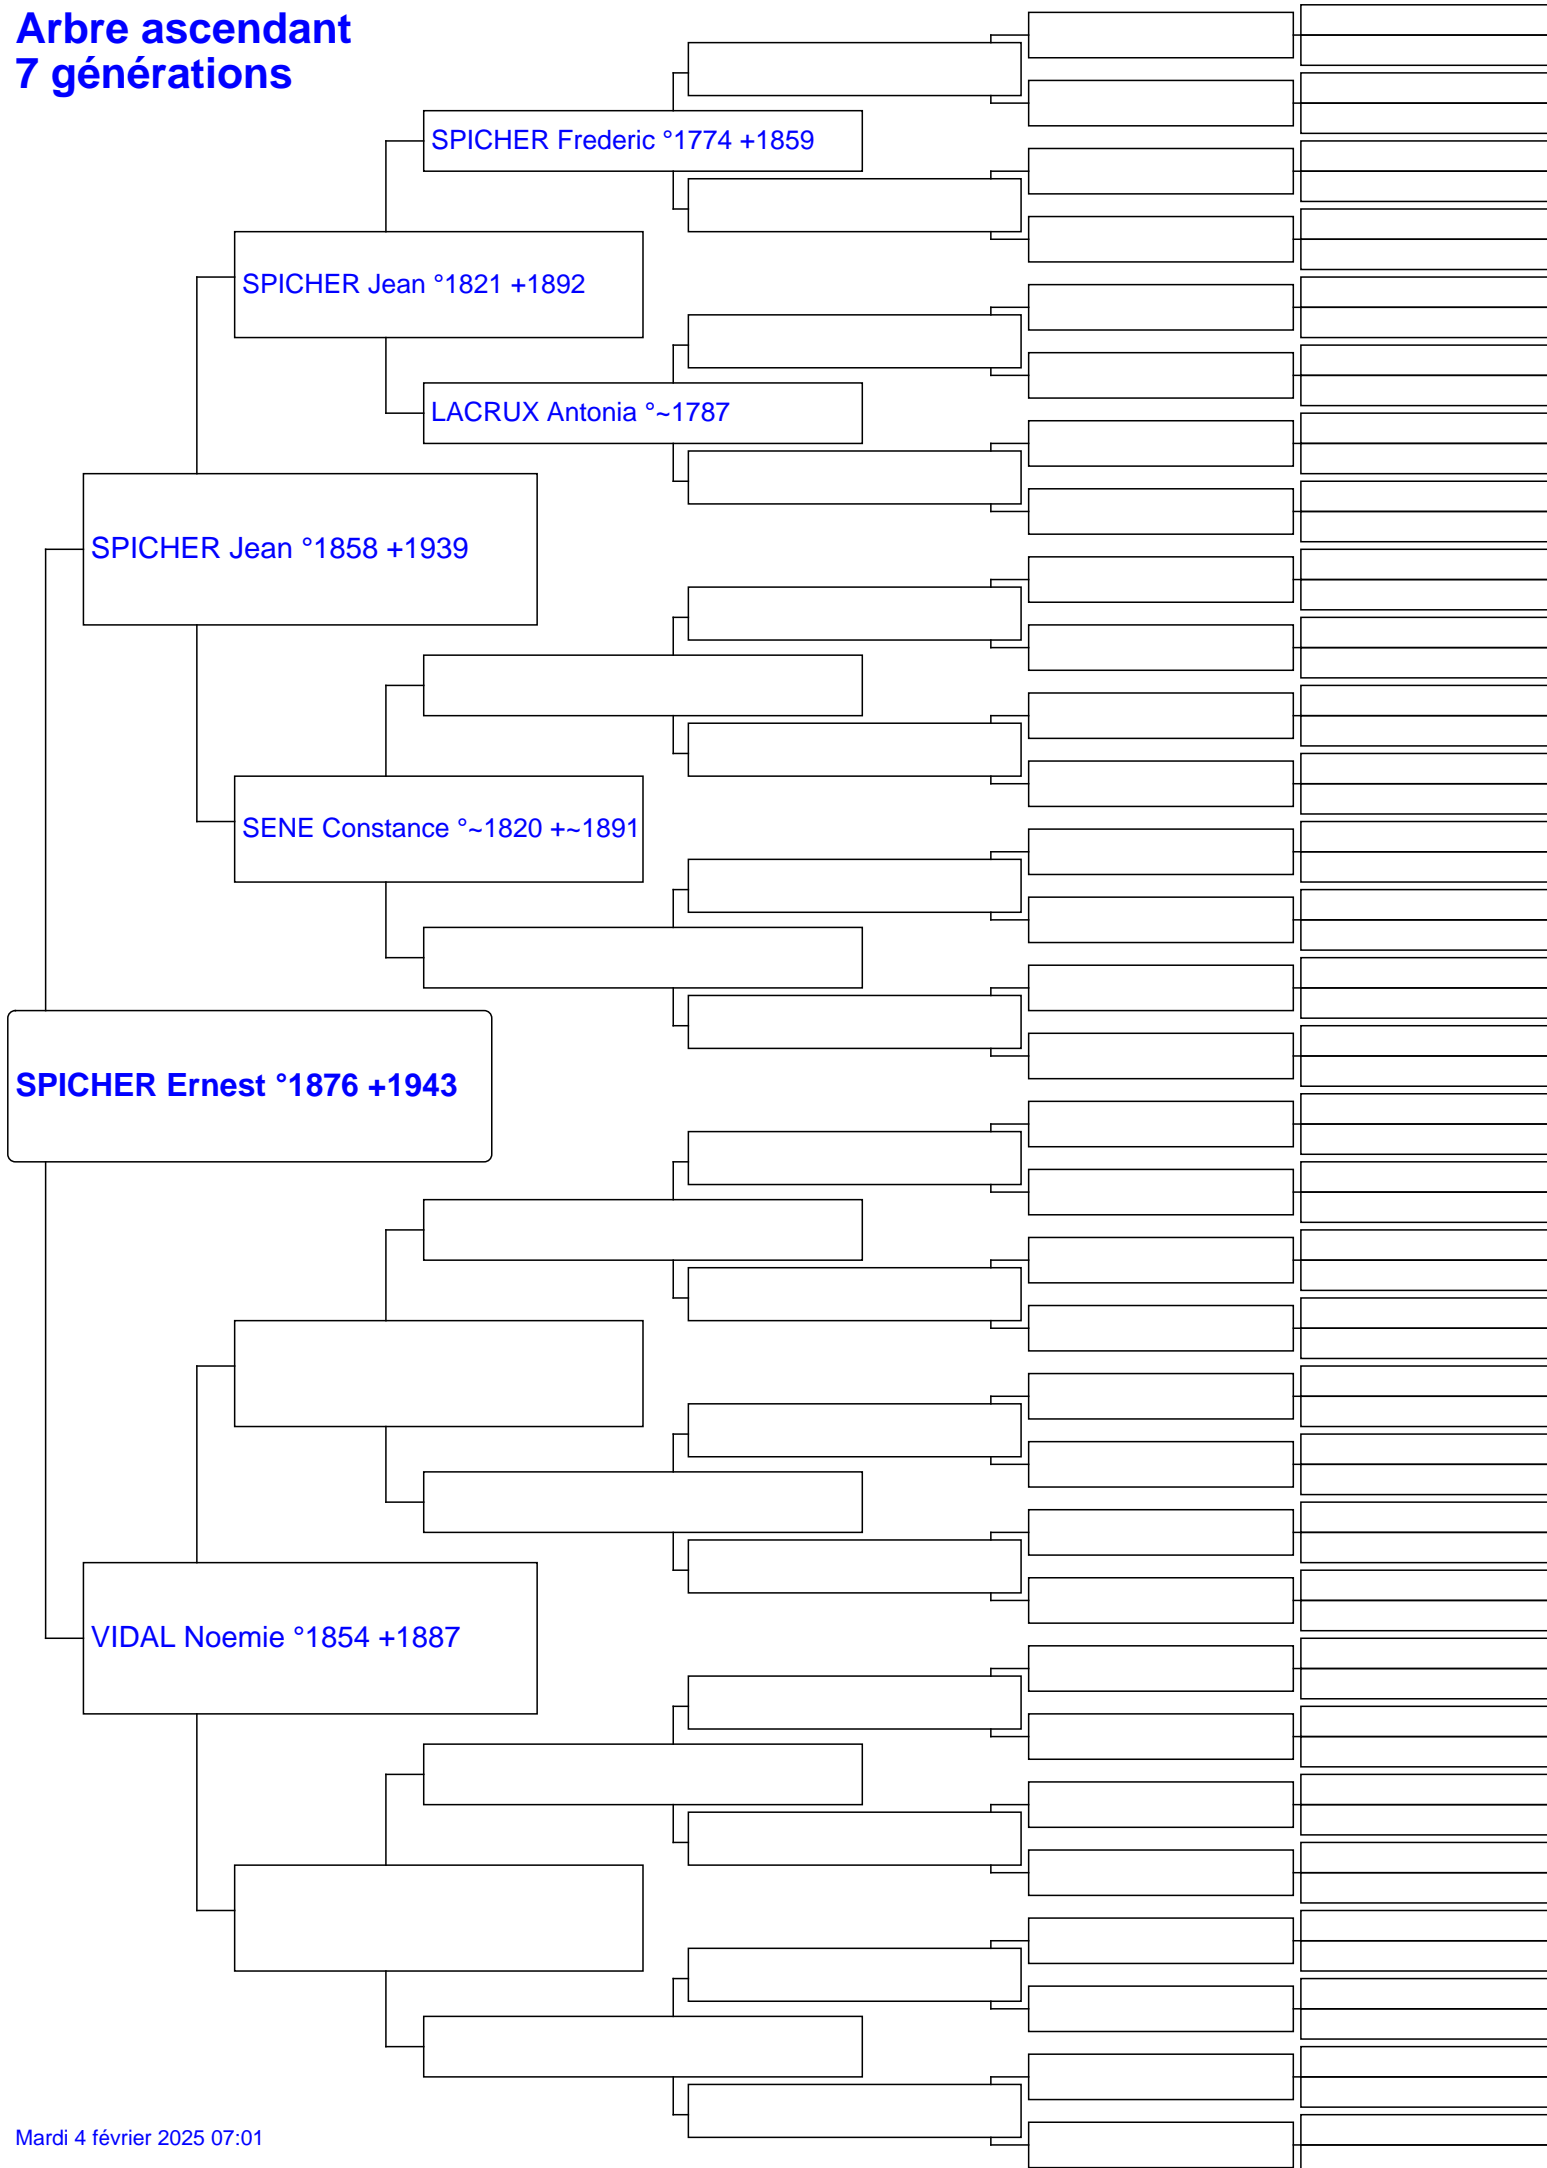 Arbre ascendant
7 générations
SPICHER Frederic °1774 +1859
SPICHER Jean °1821 +1892
LACRUX Antonia °~1787
SPICHER Jean °1858 +1939
SENE Constance °~1820 +~1891
SPICHER Ernest °1876 +1943
VIDAL Noemie °1854 +1887
Mardi 4 février 2025 07:01